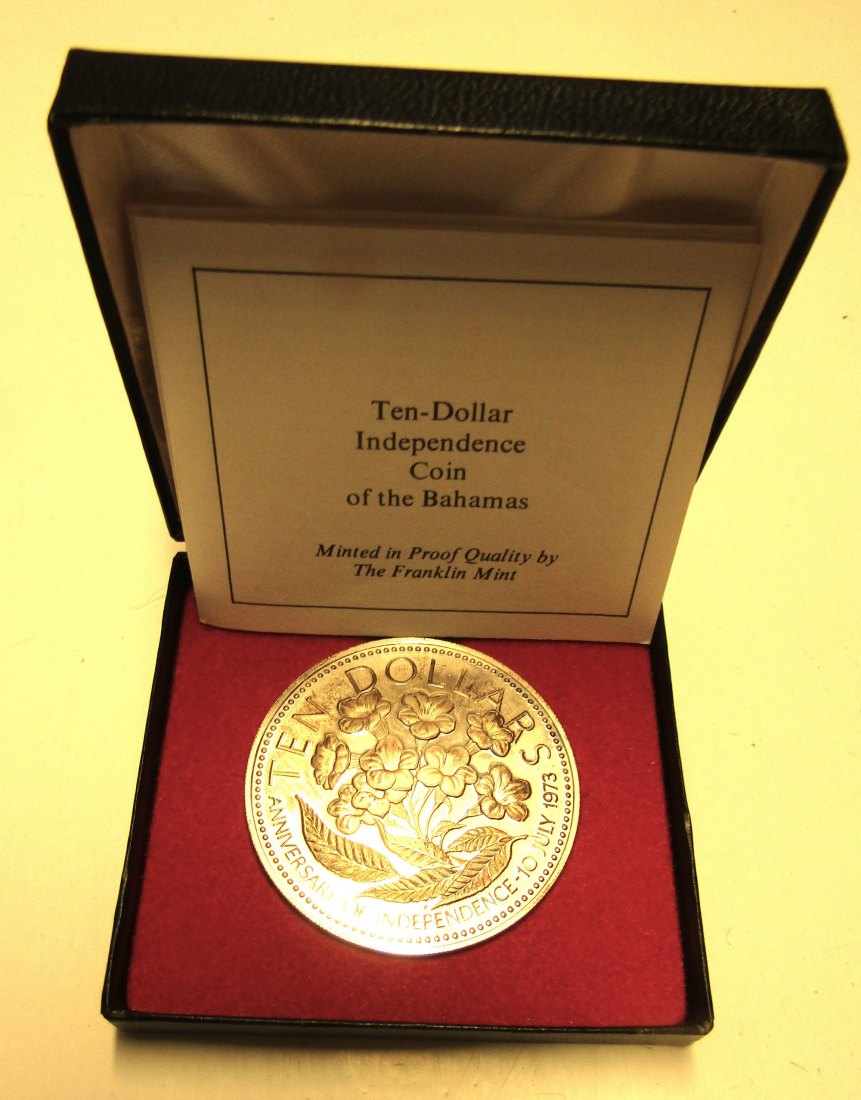 Ten-Dollar
Independence
Coin
of the Bahamas
Minted in Proof Quality by
The Franklin Mint
TEN DOLLARS
ANNIVERSARY OF INDEPENDENCE-10 JULY 1973